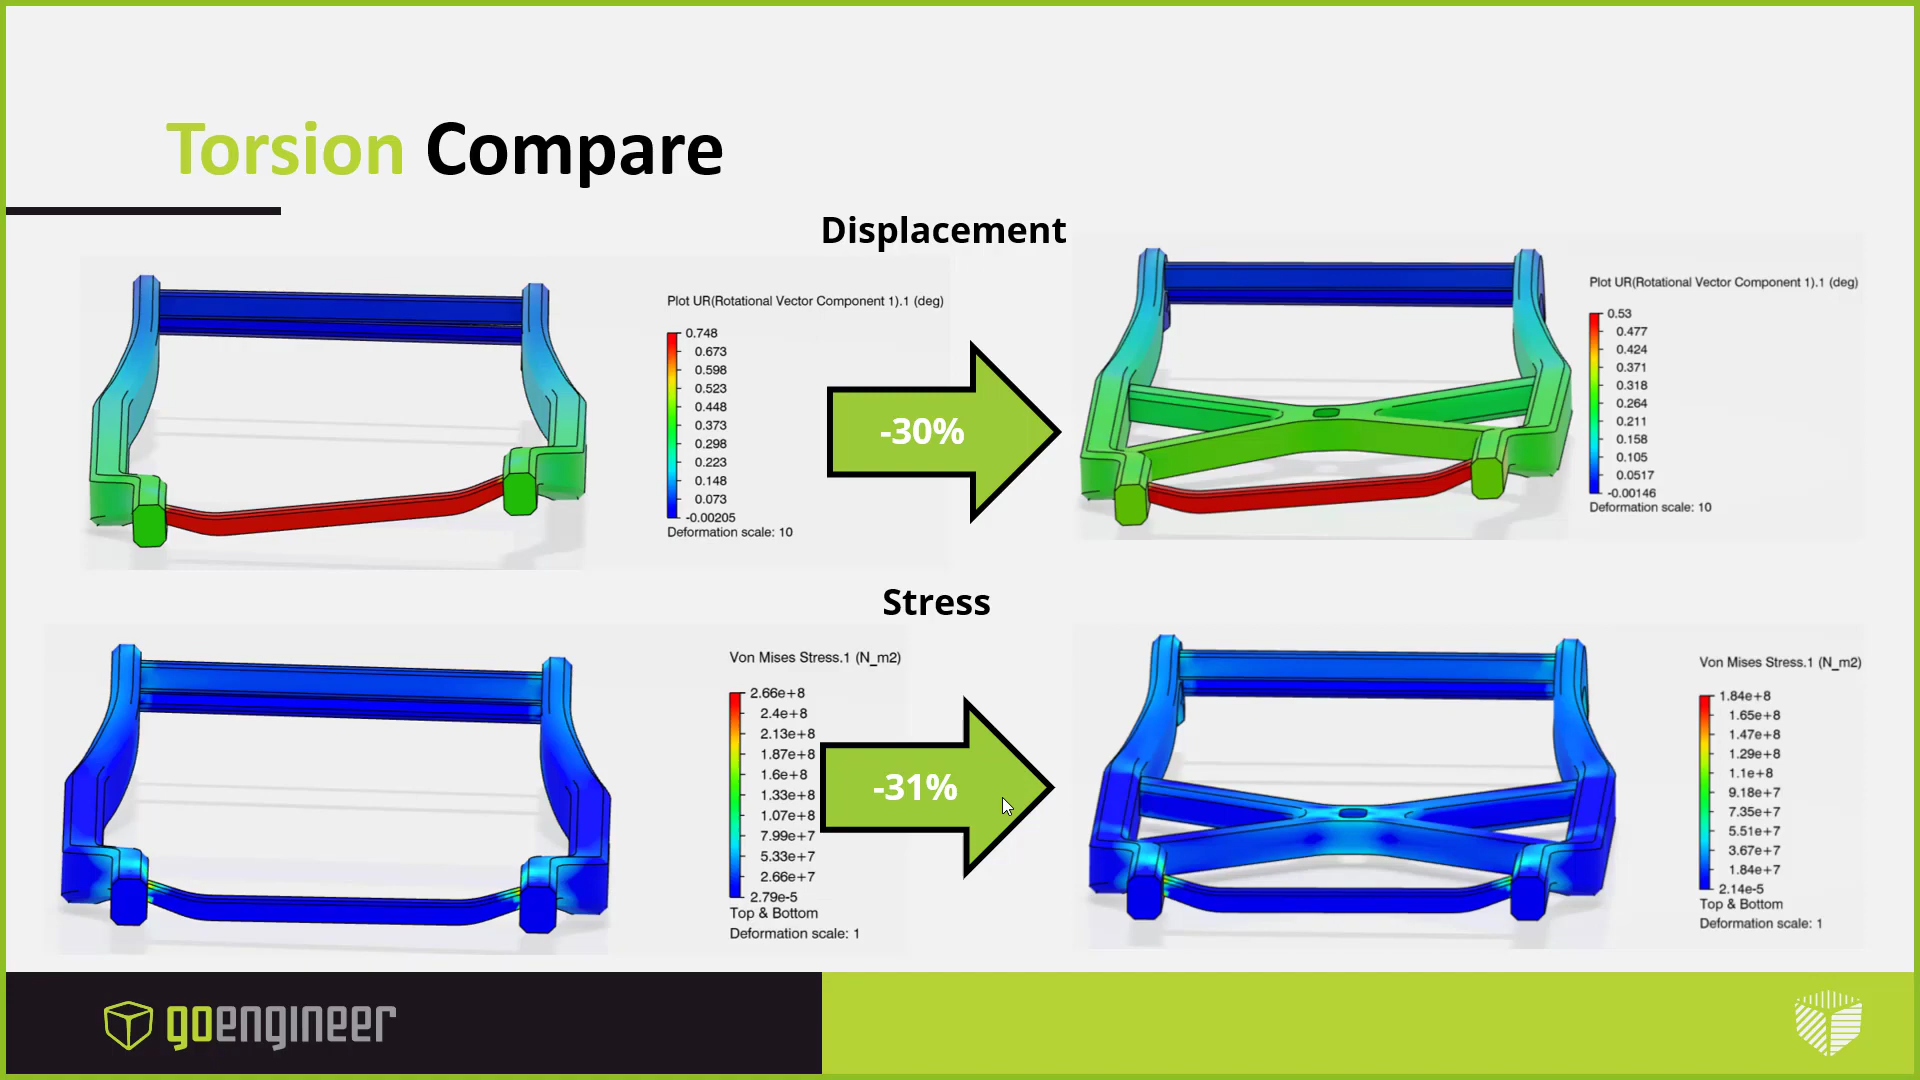 Torsion Compare
Displacement
Plot UR(Rotational Vector Component 1).1 (deg)
0.748
0.673
0.598
0.523
0.448
0.373
0.298
0.223
0.148
0.073
-0.00205
Deformation scale: 10
-30%
Plot UR(Rotational Vector Component 1).1 (deg)
0.53
0.477
0.424
0.371
0.318
0.264
0.211
0.158
0.105
0.0517
-0.00146
Deformation scale: 10
Stress
Von Mises Stress.1 (N_m2)
2.66e+8
2.4e+8
2.13e+8
1.87e+8
1.6e+8
1.33e+8
1.07e+8
7.99e+7
5.33e+7
2.66e+7
2.79e-5
Top & Bottom
Deformation scale: 1
-31%
Von Mises Stress.1 (N_m2)
1.84e+8
1.65e+8
1.47e+8
1.29e+8
1.1e+8
9.18e+7
7.35e+7
5.51e+7
3.67e+7
1.84e+7
2.14e-5
Top & Bottom
Deformation scale: 1
goengineer